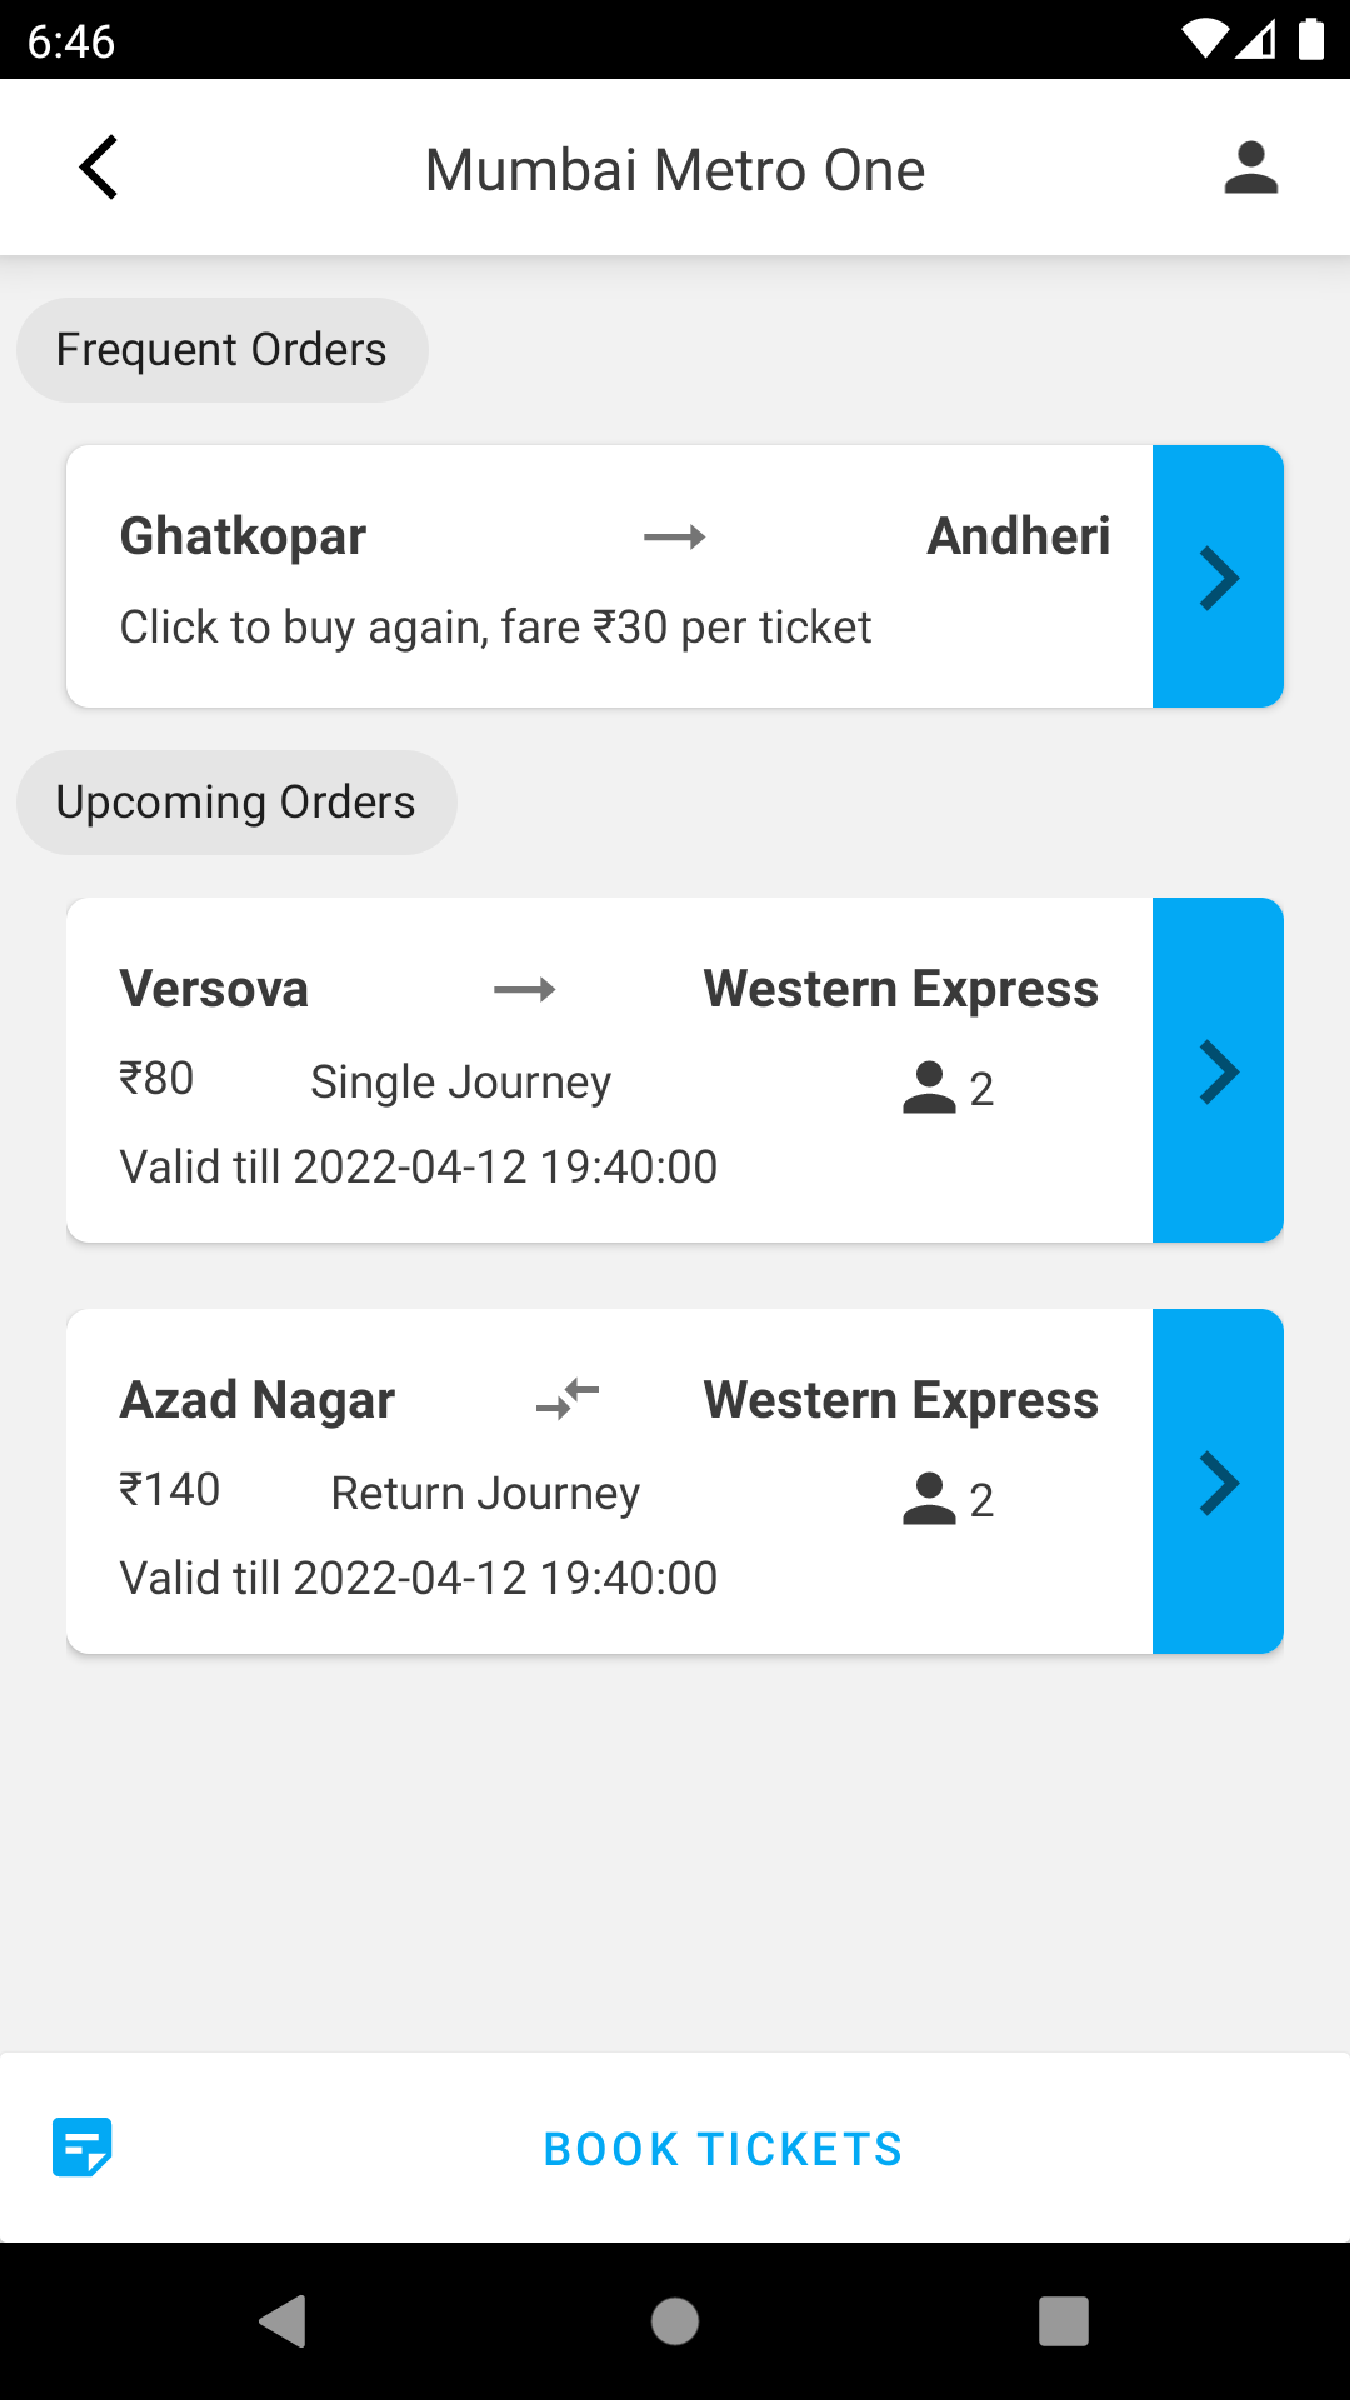 6:46
Mumbai Metro One
Frequent Orders
Ghatkopar Andheri
Click to buy again, fare ₹30 per ticket
Upcoming Orders
Versova Western Express
₹80 Single Journey 2
Valid till 2022-04-12 19:40:00
Azad Nagar Western Express
₹140 Return Journey 2
Valid till 2022-04-12 19:40:00
BOOK TICKETS